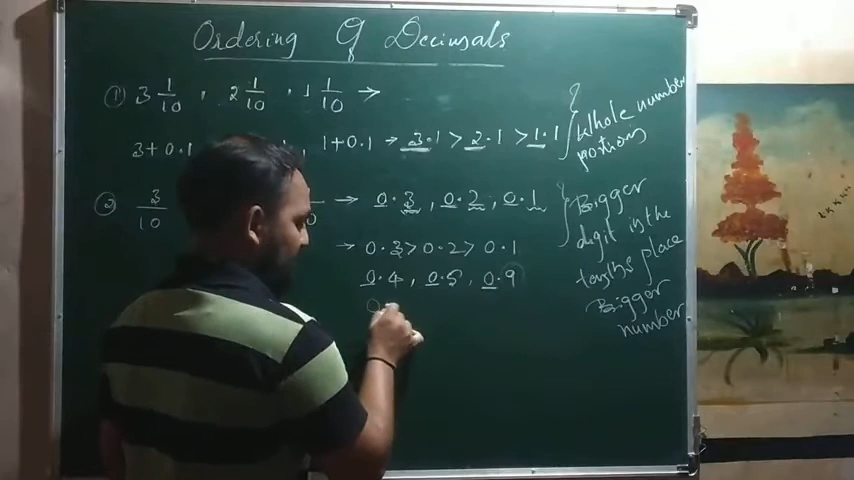 Ordering Of Decimals
① 3 1/10 , 2 1/10 , 1 1/10 →
3+0.1 , 1+0.1 → 3.1 > 2.1 > 1.1
} Whole number
portions
② 3/10 → 0.3 , 0.2 , 0.1
→ 0.3 > 0.2 > 0.1
0.4 , 0.5 , 0.9
0
} Bigger
digit in the
tenths place
Bigger
number